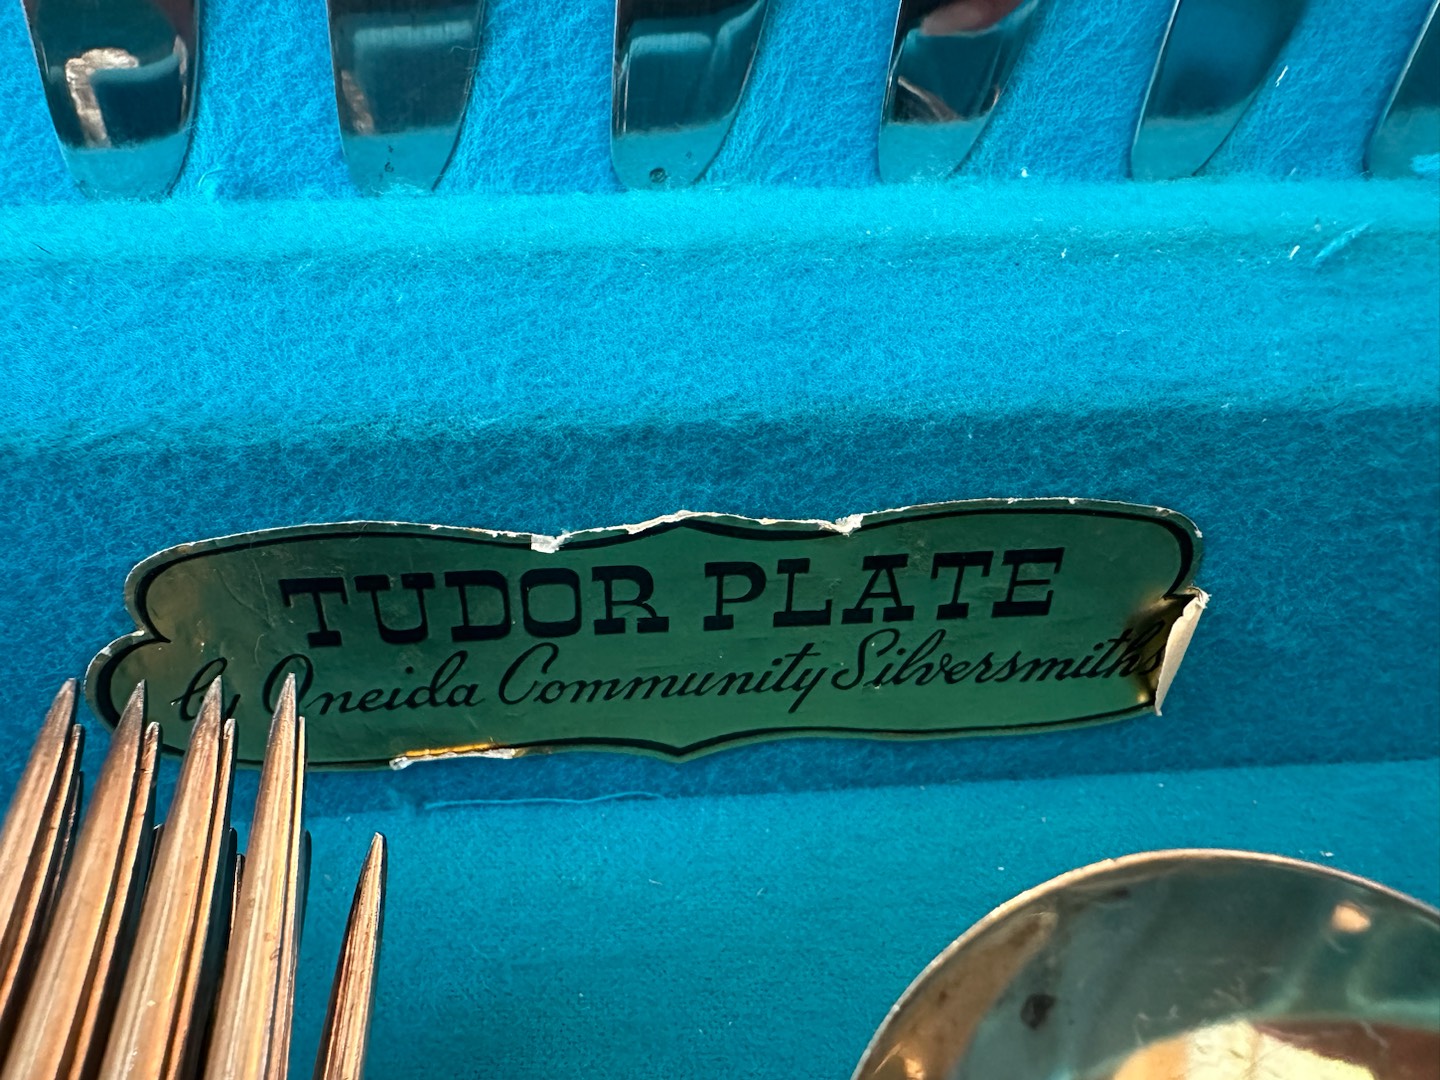 TUDOR PLATE
by Oneida Community Silversmiths